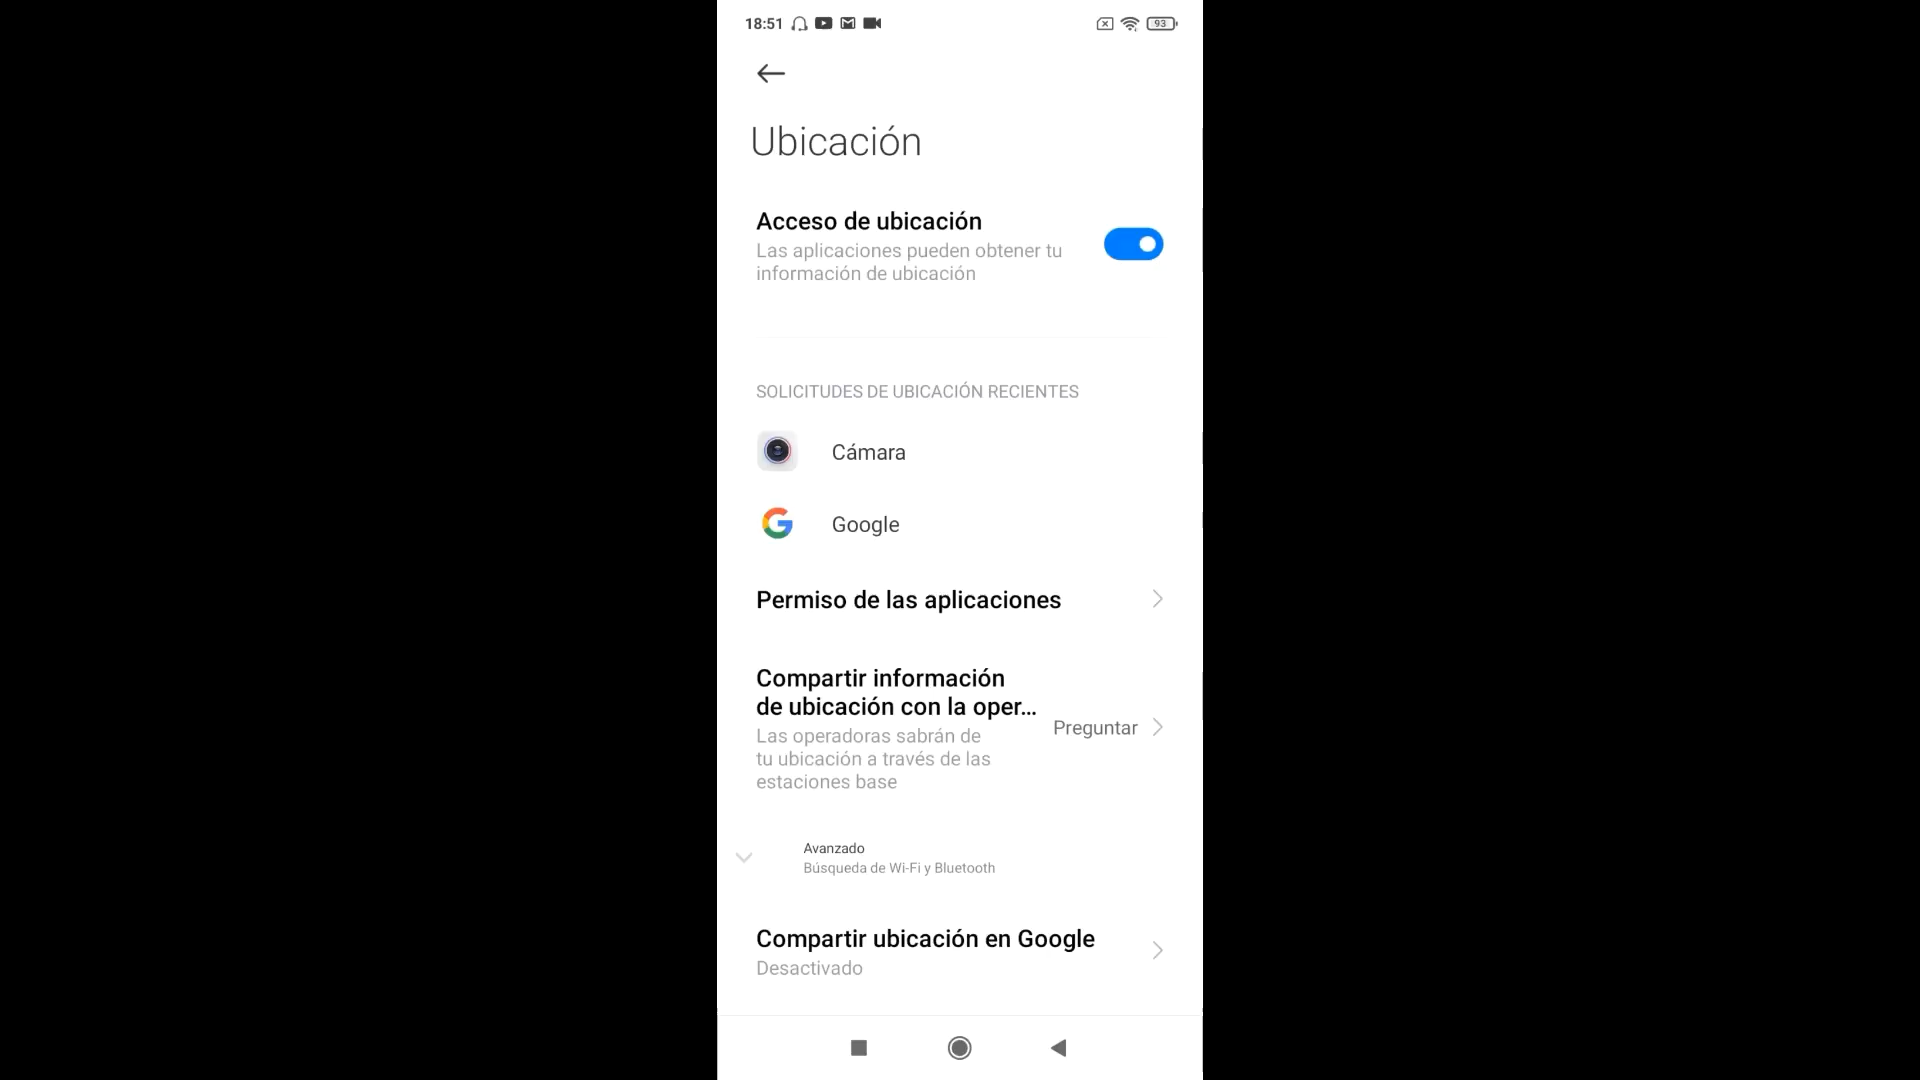 18:51
93
Ubicación
Acceso de ubicación
Las aplicaciones pueden obtener tu
información de ubicación
SOLICITUDES DE UBICACIÓN RECIENTES
Cámara
Google
Permiso de las aplicaciones
Compartir información
de ubicación con la oper...
Preguntar
Las operadoras sabrán de
tu ubicación a través de las
estaciones base
Avanzado
Búsqueda de Wi-Fi y Bluetooth
Compartir ubicación en Google
Desactivado